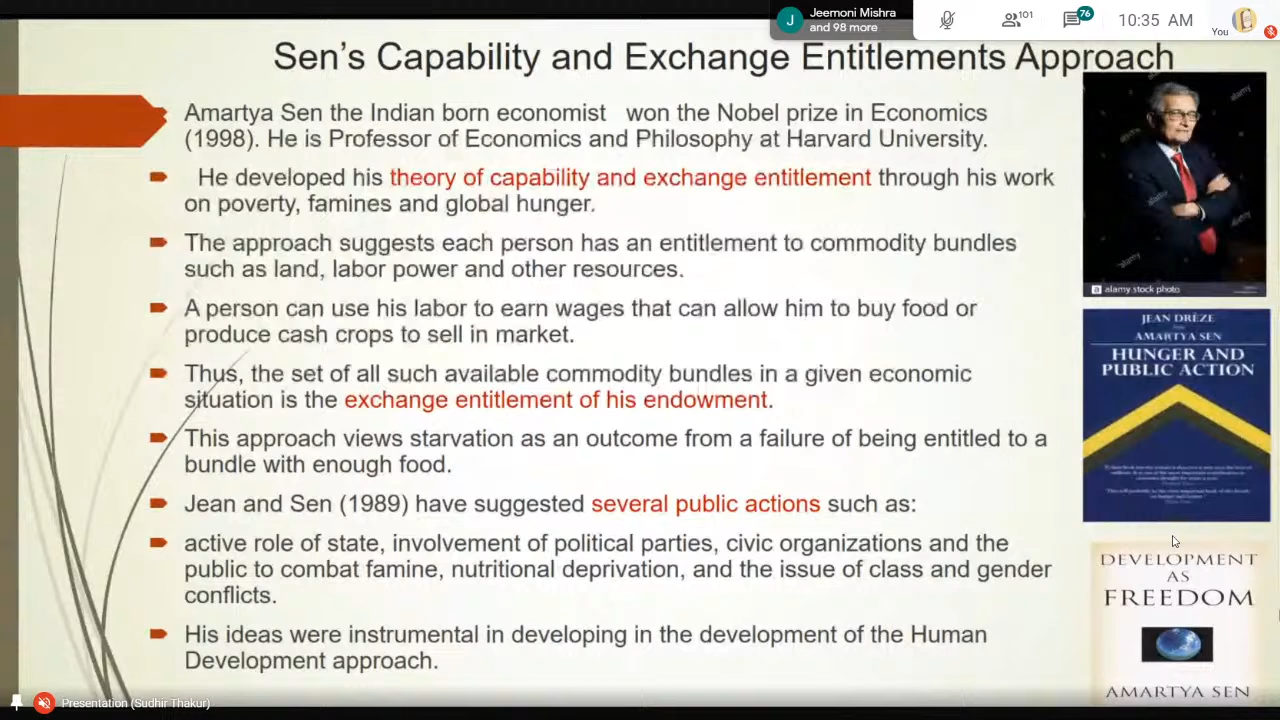 J
Jeemoni Mishra
and 98 more
101
76
10:35 AM
You
Sen's Capability and Exchange Entitlements Approach
Amartya Sen the Indian born economist won the Nobel prize in Economics
(1998). He is Professor of Economics and Philosophy at Harvard University.
He developed his theory of capability and exchange entitlement through his work
on poverty, famines and global hunger.
The approach suggests each person has an entitlement to commodity bundles
such as land, labor power and other resources.
A person can use his labor to earn wages that can allow him to buy food or
produce cash crops to sell in market.
Thus, the set of all such available commodity bundles in a given economic
situation is the exchange entitlement of his endowment.
This approach views starvation as an outcome from a failure of being entitled to a
bundle with enough food.
Jean and Sen (1989) have suggested several public actions such as:
active role of state, involvement of political parties, civic organizations and the
public to combat famine, nutritional deprivation, and the issue of class and gender
conflicts.
His ideas were instrumental in developing in the development of the Human
Development approach.
alamy
alamy
alamy
alamy
a alamy stock photo
JEAN DRÈZE
AMARTYA SEN
HUNGER AND
PUBLIC ACTION
DEVELOPMENT
AS
FREEDOM
AMARTYA SEN
Presentation (Sudhir Thakur)